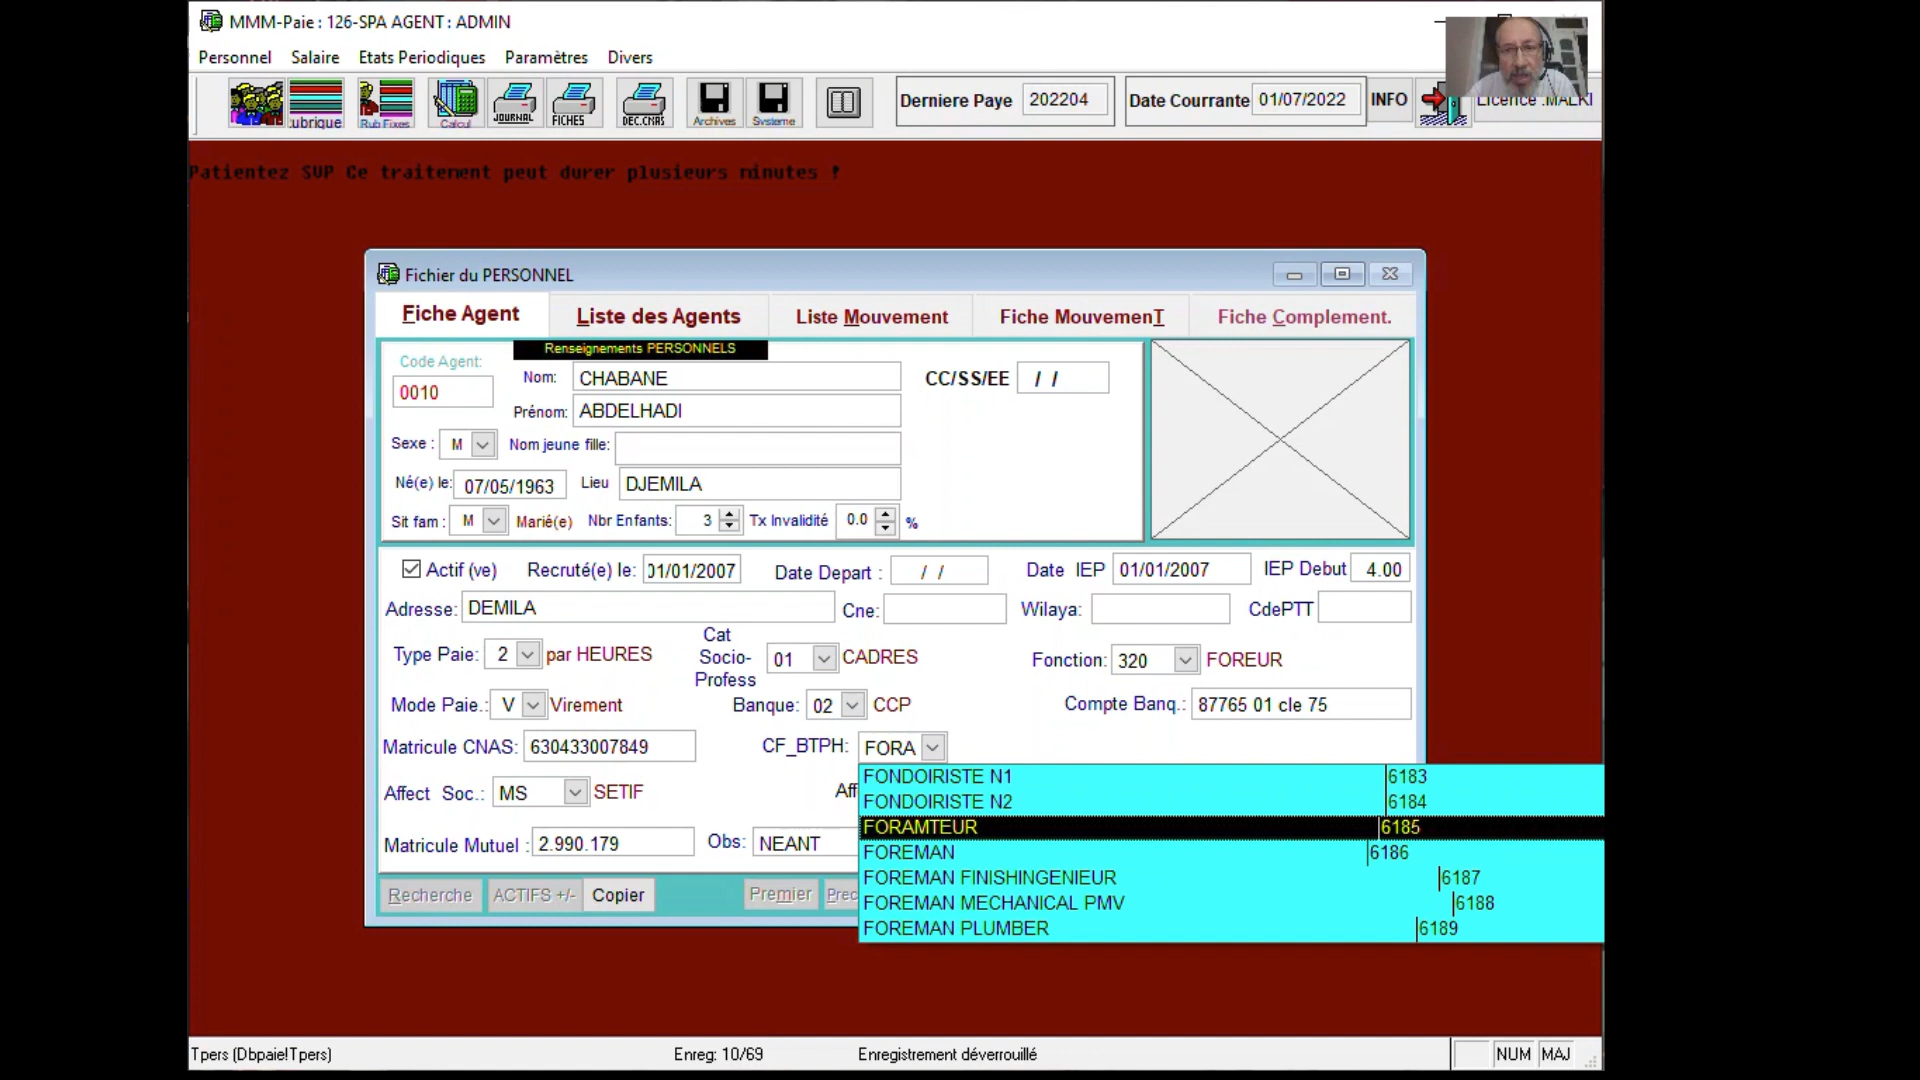 MMM-Paie : 126-SPA AGENT : ADMIN
Personnel Salaire Etats Periodiques Paramètres Divers
ubrique Rub Fixes Calcul JOURNAL FICHES DEC.CNAS Archives Systeme
Derniere Paye 202204 Date Courrante 01/07/2022 INFO Licence :MALKI
Patientez SVP Ce traitement peut durer plusieurs minutes !
Fichier du PERSONNEL
Fiche Agent Liste des Agents Liste Mouvement Fiche MouvemenT Fiche Complement.
Renseignements PERSONNELS
Code Agent:
0010
Nom: CHABANE CC/SS/EE / /
Prénom: ABDELHADI
Sexe : M Nom jeune fille:
Né(e) le: 07/05/1963 Lieu DJEMILA
Sit fam : M Marié(e) Nbr Enfants: 3 Tx Invalidité 0.0 %
Actif (ve) Recruté(e) le: 01/01/2007 Date Depart : / / Date IEP 01/01/2007 IEP Debut 4.00
Adresse: DEMILA Cne: Wilaya: CdePTT
Type Paie: 2 par HEURES Cat Socio-Profess 01 CADRES Fonction: 320 FOREUR
Mode Paie.: V Virement Banque: 02 CCP Compte Banq.: 87765 01 cle 75
Matricule CNAS: 630433007849 CF_BTPH: FORA
Affect Soc.: MS SETIF Aff
Matricule Mutuel : 2.990.179 Obs: NEANT
FONDOIRISTE N1 6183
FONDOIRISTE N2 6184
FORAMTEUR 6185
FOREMAN 6186
FOREMAN FINISHINGENIEUR 6187
FOREMAN MECHANICAL PMV 6188
FOREMAN PLUMBER 6189
Recherche ACTIFS +/- Copier Premier Prec
Tpers (Dbpaie!Tpers) Enreg: 10/69 Enregistrement déverrouillé NUM MAJ